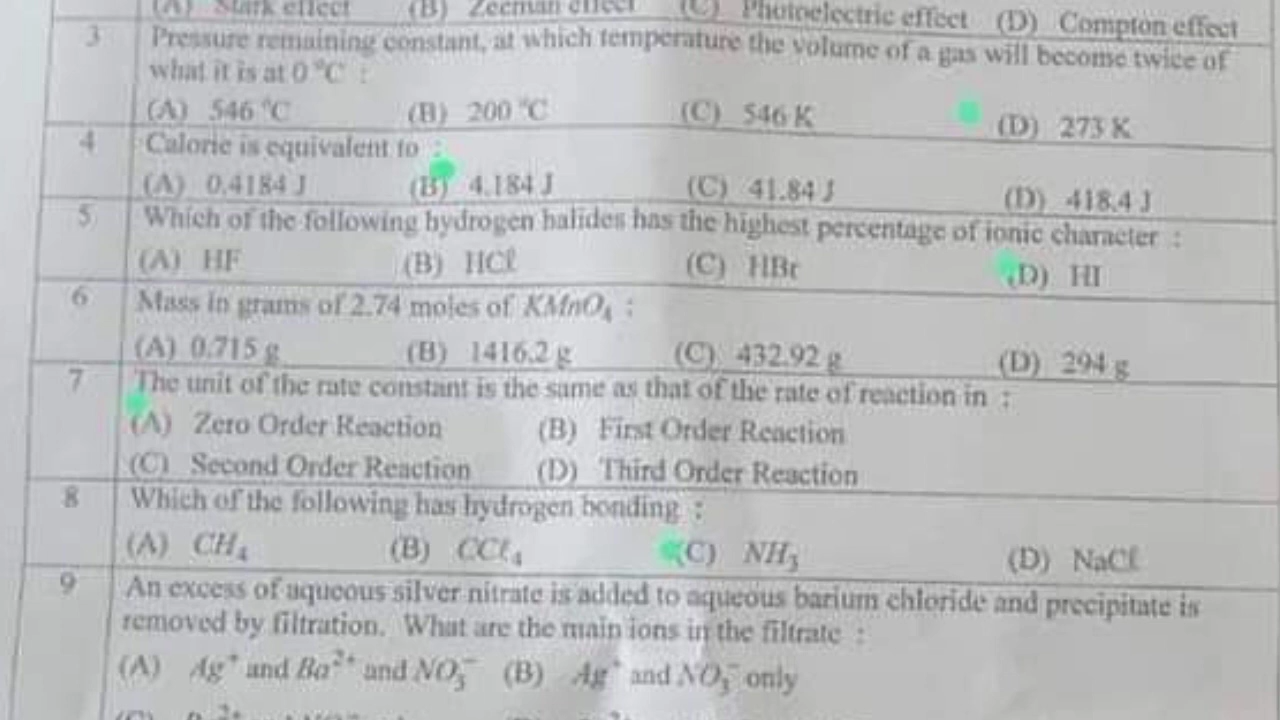 (A) Stark effect (B) Zeeman effect (C) Photoelectric effect (D) Compton effect
3 Pressure remaining constant, at which temperature the volume of a gas will become twice of
what it is at 0 °C :
(A) 546 °C (B) 200 °C (C) 546 K (D) 273 K
4 Calorie is equivalent to :
(A) 0.4184 J (B) 4.184 J (C) 41.84 J (D) 418.4 J
5 Which of the following hydrogen halides has the highest percentage of ionic character :
(A) HF (B) HCℓ (C) HBr (D) HI
6 Mass in grams of 2.74 moles of KMnO₄ :
(A) 0.715 g (B) 1416.2 g (C) 432.92 g (D) 294 g
7 The unit of the rate constant is the same as that of the rate of reaction in :
(A) Zero Order Reaction (B) First Order Reaction
(C) Second Order Reaction (D) Third Order Reaction
8 Which of the following has hydrogen bonding :
(A) CH₄ (B) CCℓ₄ (C) NH₃ (D) NaCℓ
9 An excess of aqueous silver nitrate is added to aqueous barium chloride and precipitate is
removed by filtration. What are the main ions in the filtrate :
(A) Ag⁺ and Ba²⁺ and NO₃⁻ (B) Ag⁺ and NO₃⁻ only